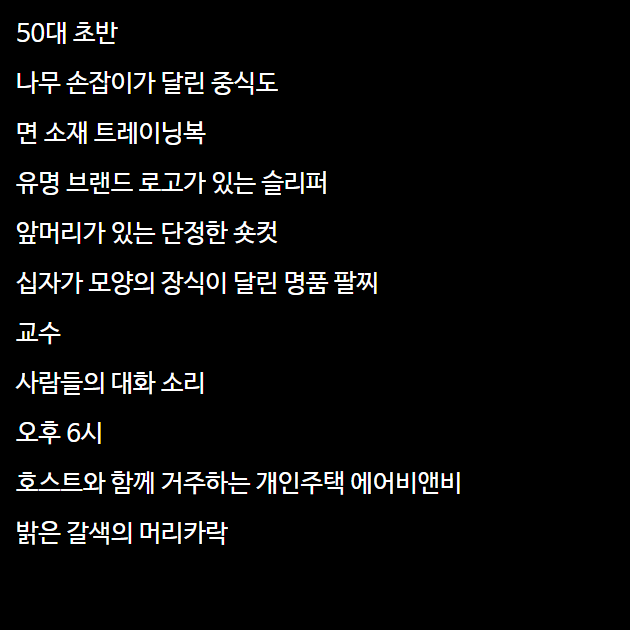 50대 초반
나무 손잡이가 달린 중식도
면 소재 트레이닝복
유명 브랜드 로고가 있는 슬리퍼
앞머리가 있는 단정한 숏컷
십자가 모양의 장식이 달린 명품 팔찌
교수
사람들의 대화 소리
오후 6시
호스트와 함께 거주하는 개인주택 에어비앤비
밝은 갈색의 머리카락